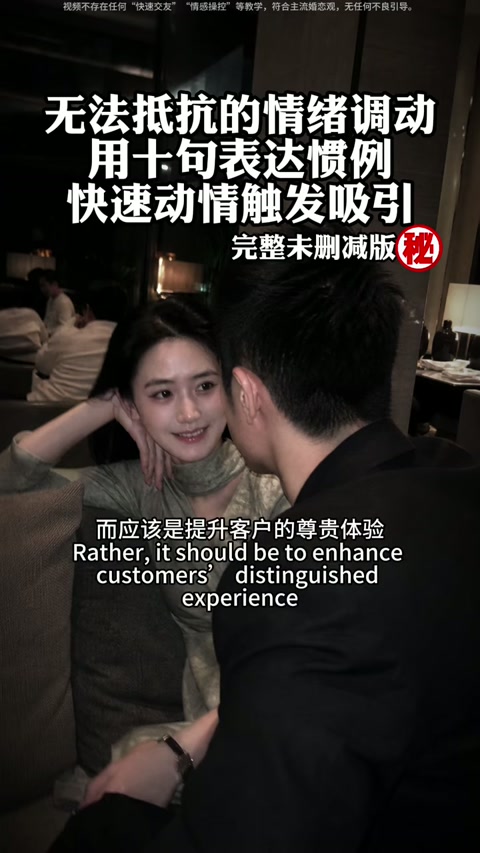 视频不存在任何“快速交友”“情感操控”等教学，符合主流婚恋观，无任何不良引导。
无法抵抗的情绪调动
用十句表达惯例
快速动情触发吸引
完整未删减版 秘
而应该是提升客户的尊贵体验
Rather, it should be to enhance
customers’ distinguished
experience